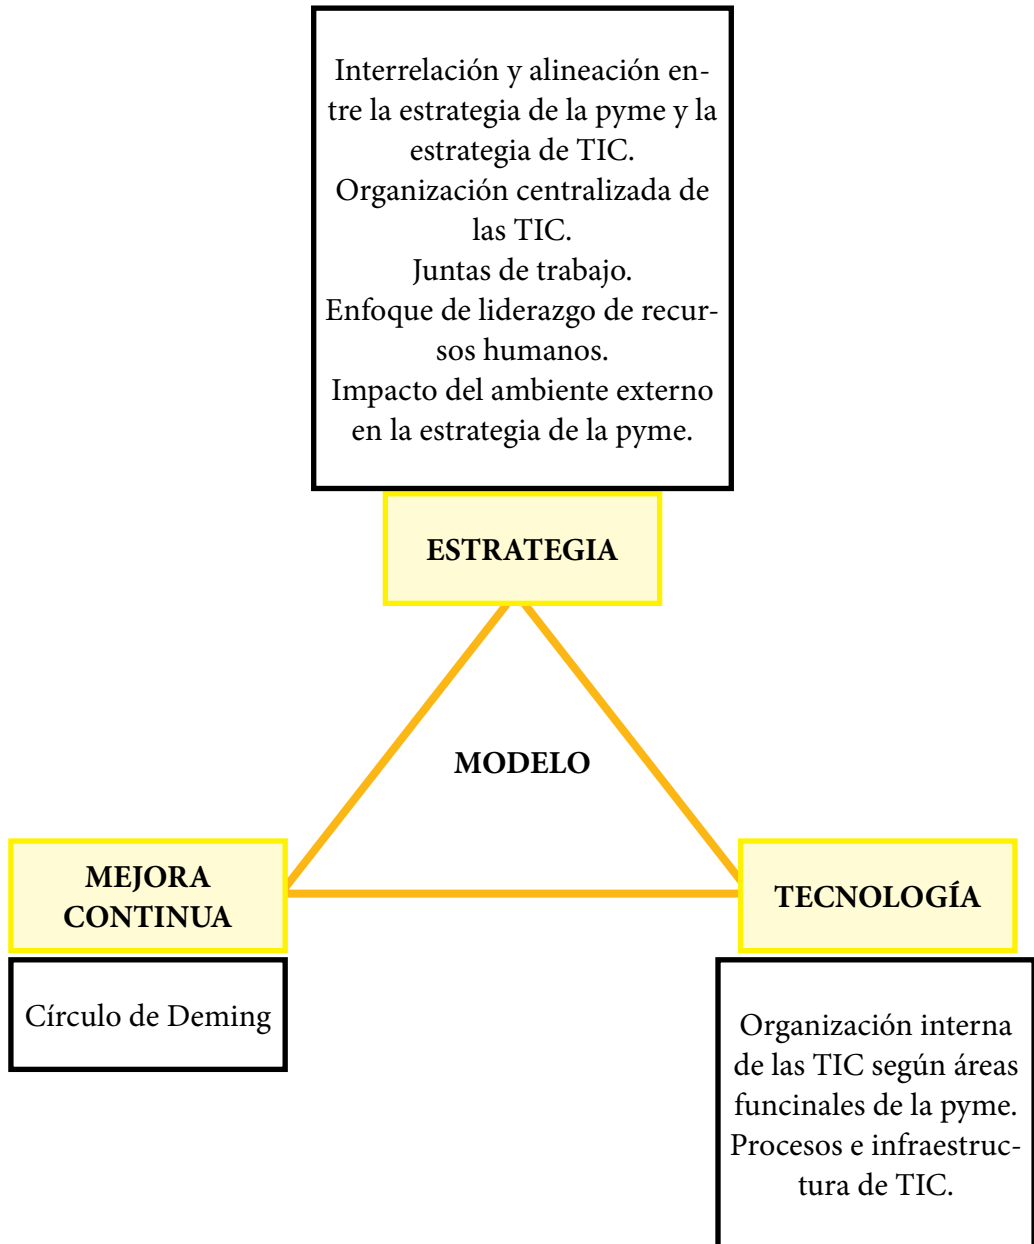 Interrelación y alineación en-
tre la estrategia de la pyme y la
estrategia de TIC.
Organización centralizada de
las TIC.
Juntas de trabajo.
Enfoque de liderazgo de recur-
sos humanos.
Impacto del ambiente externo
en la estrategia de la pyme.
ESTRATEGIA
MODELO
MEJORA
CONTINUA
TECNOLOGÍA
Círculo de Deming
Organización interna
de las TIC según áreas
funcinales de la pyme.
Procesos e infraestruc-
tura de TIC.